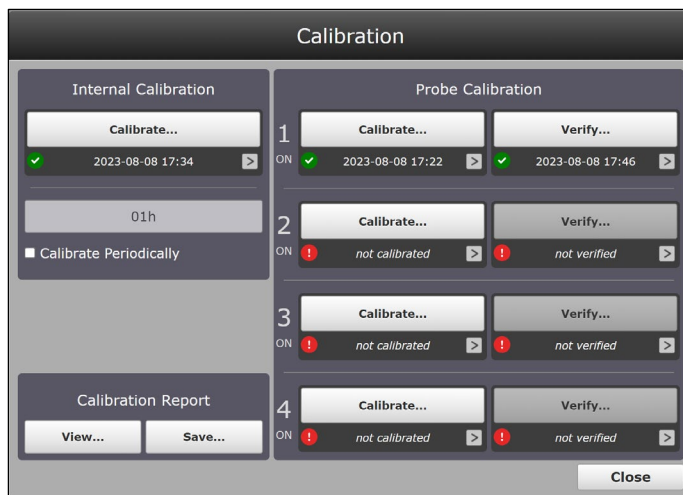 Calibration
Internal Calibration
Calibrate...
2023-08-08 17:34
01h
Calibrate Periodically
Calibration Report
View...
Save...
Probe Calibration
1
ON
Calibrate...
2023-08-08 17:22
Verify...
2023-08-08 17:46
2
ON
Calibrate...
not calibrated
Verify...
not verified
3
ON
Calibrate...
not calibrated
Verify...
not verified
4
ON
Calibrate...
not calibrated
Verify...
not verified
Close